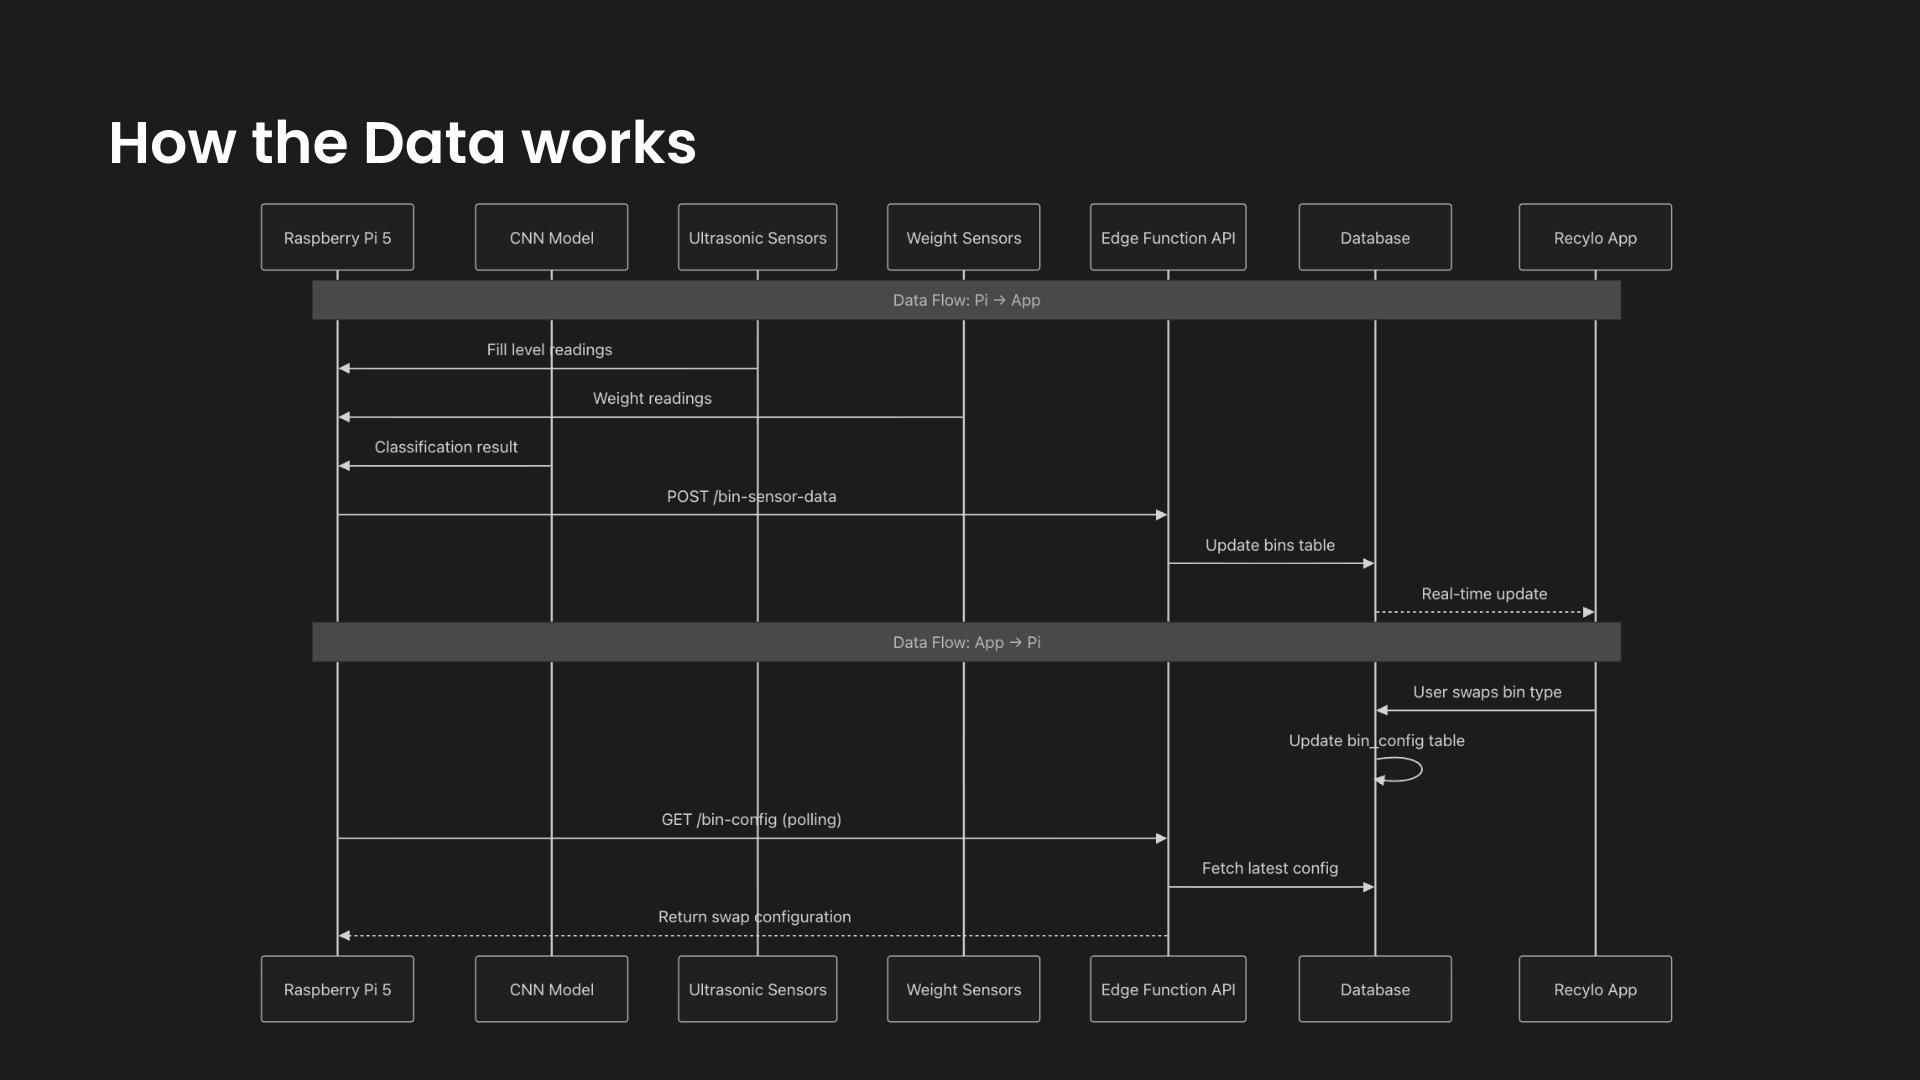 How the Data works
Raspberry Pi 5
CNN Model
Ultrasonic Sensors
Weight Sensors
Edge Function API
Database
Recylo App
Data Flow: Pi → App
Fill level readings
Weight readings
Classification result
POST /bin-sensor-data
Update bins table
Real-time update
Data Flow: App → Pi
User swaps bin type
Update bin_config table
GET /bin-config (polling)
Fetch latest config
Return swap configuration
Raspberry Pi 5
CNN Model
Ultrasonic Sensors
Weight Sensors
Edge Function API
Database
Recylo App